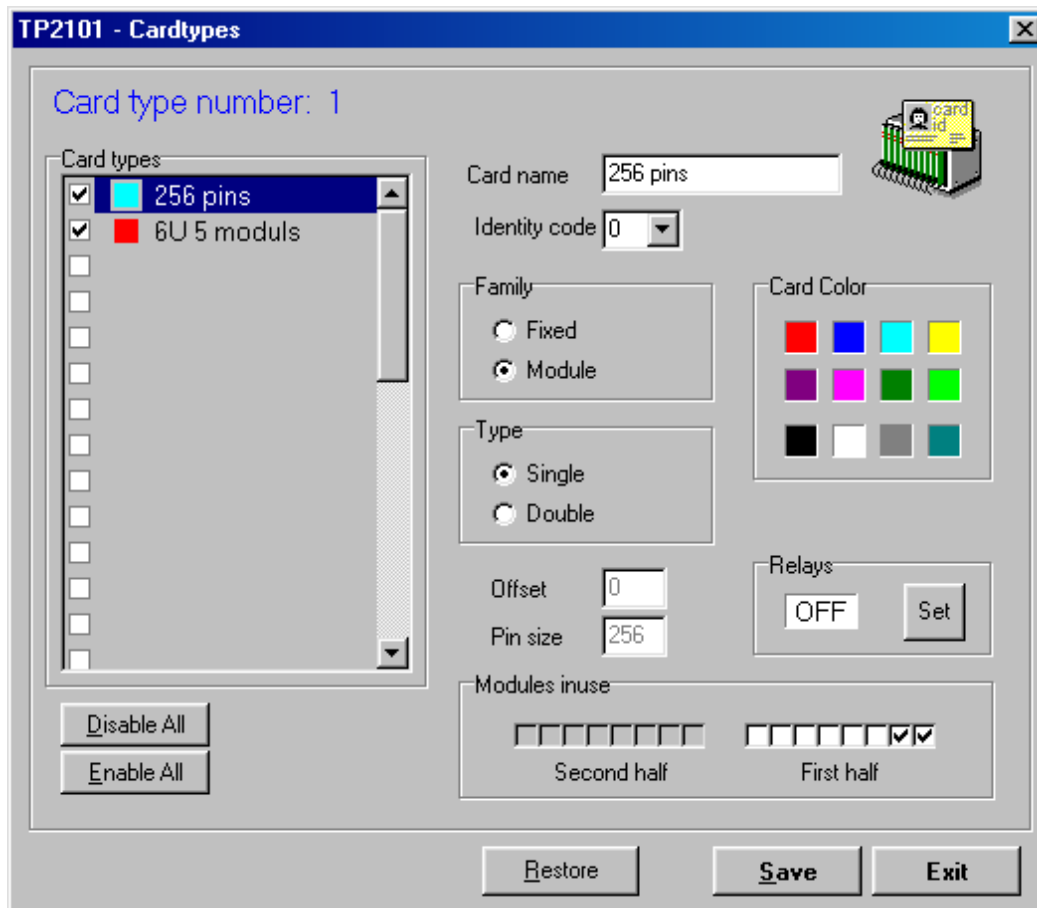 TP2101 - Cardtypes
Card type number: 1
card
id
Card types
256 pins
6U 5 moduls
Card name 256 pins
Identity code 0
Family
Fixed
Module
Card Color
Type
Single
Double
Offset 0
Pin size 256
Relays
OFF Set
Modules inuse
Second half First half
Disable All
Enable All
Restore Save Exit